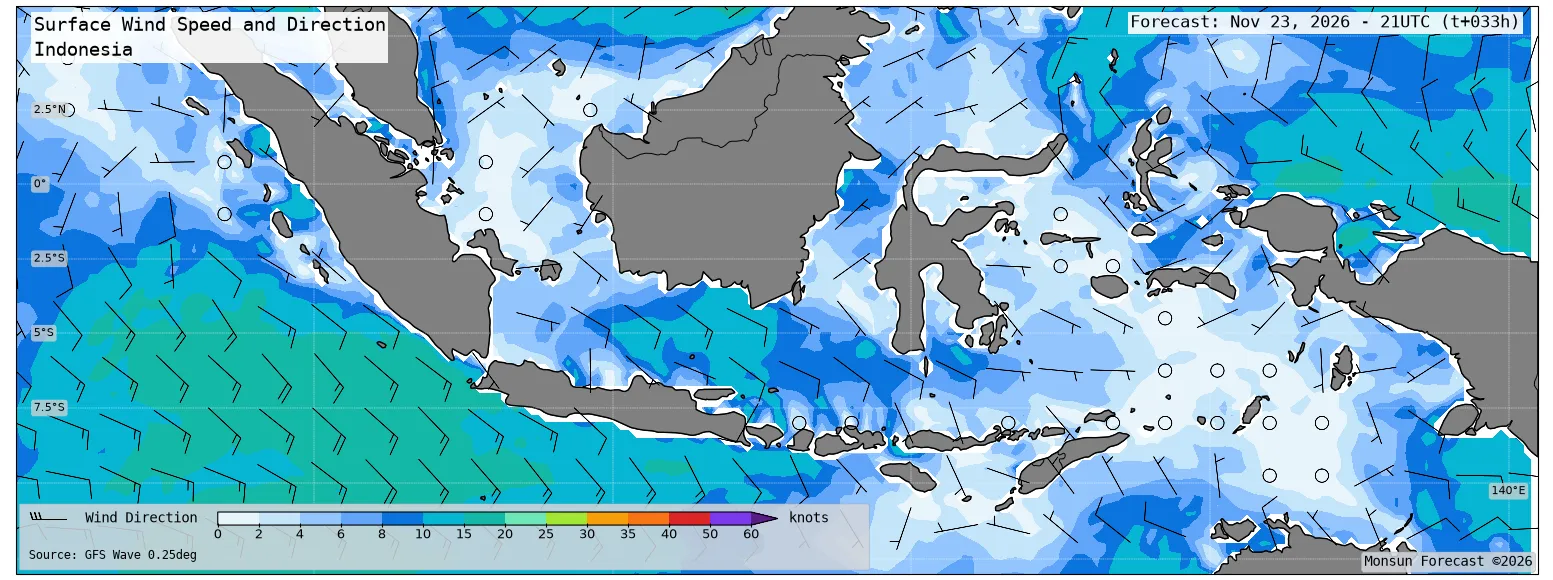 Surface Wind Speed and Direction
Indonesia
Forecast: Nov 23, 2026 - 21UTC (t+033h)
2.5°N
0°
2.5°S
5°S
7.5°S
140°E
Wind Direction
0 2 4 6 8 10 15 20 25 30 35 40 50 60 knots
Source: GFS Wave 0.25deg
Monsun Forecast ©2026